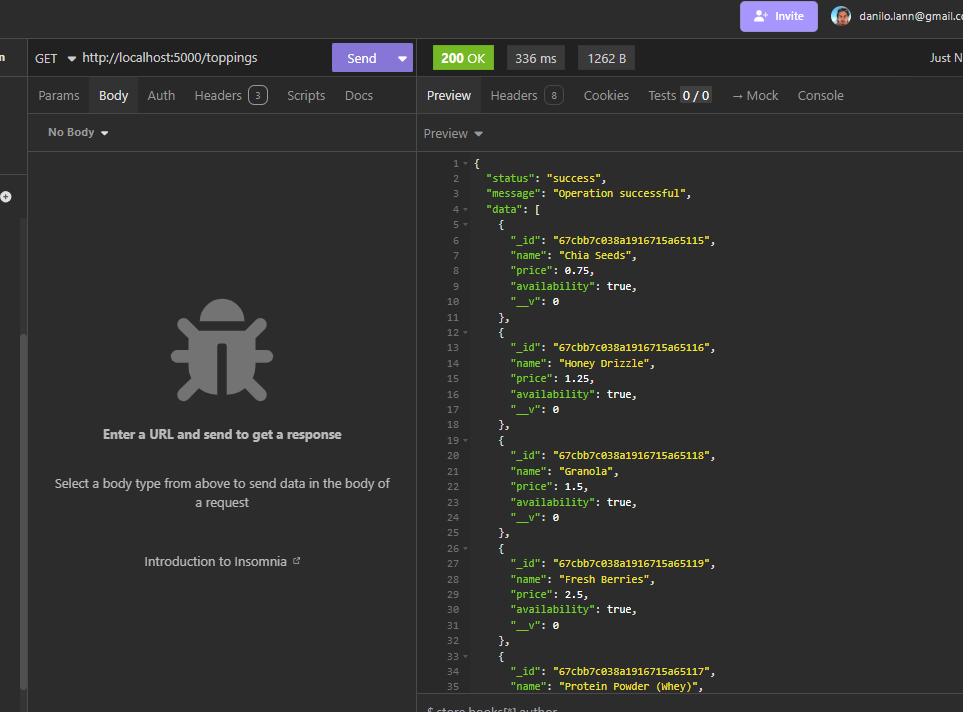 Invite
danilo.lann@gmail.co
n
GET http://localhost:5000/toppings
Send
200 OK
336 ms
1262 B
Just N
Params
Body
Auth
Headers 3
Scripts
Docs
Preview
Headers 8
Cookies
Tests 0 / 0
→ Mock
Console
No Body
Preview
Enter a URL and send to get a response
Select a body type from above to send data in the body of
a request
Introduction to Insomnia
1 {
2 "status": "success",
3 "message": "Operation successful",
4 "data": [
5 {
6 "_id": "67cbb7c038a1916715a65115",
7 "name": "Chia Seeds",
8 "price": 0.75,
9 "availability": true,
10 "__v": 0
11 },
12 {
13 "_id": "67cbb7c038a1916715a65116",
14 "name": "Honey Drizzle",
15 "price": 1.25,
16 "availability": true,
17 "__v": 0
18 },
19 {
20 "_id": "67cbb7c038a1916715a65118",
21 "name": "Granola",
22 "price": 1.5,
23 "availability": true,
24 "__v": 0
25 },
26 {
27 "_id": "67cbb7c038a1916715a65119",
28 "name": "Fresh Berries",
29 "price": 2.5,
30 "availability": true,
31 "__v": 0
32 },
33 {
34 "_id": "67cbb7c038a1916715a65117",
35 "name": "Protein Powder (Whey)",
$.store.books[*].author